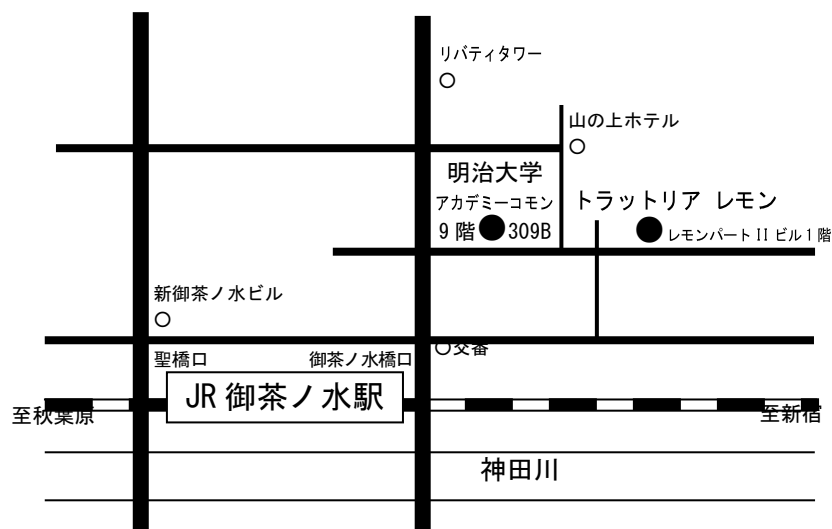 リバティタワー
山の上ホテル
明治大学
アカデミーコモン
9階 309B
トラットリア レモン
レモンパート II ビル1階
新御茶ノ水ビル
交番
聖橋口
御茶ノ水橋口
JR 御茶ノ水駅
至秋葉原
至新宿
神田川